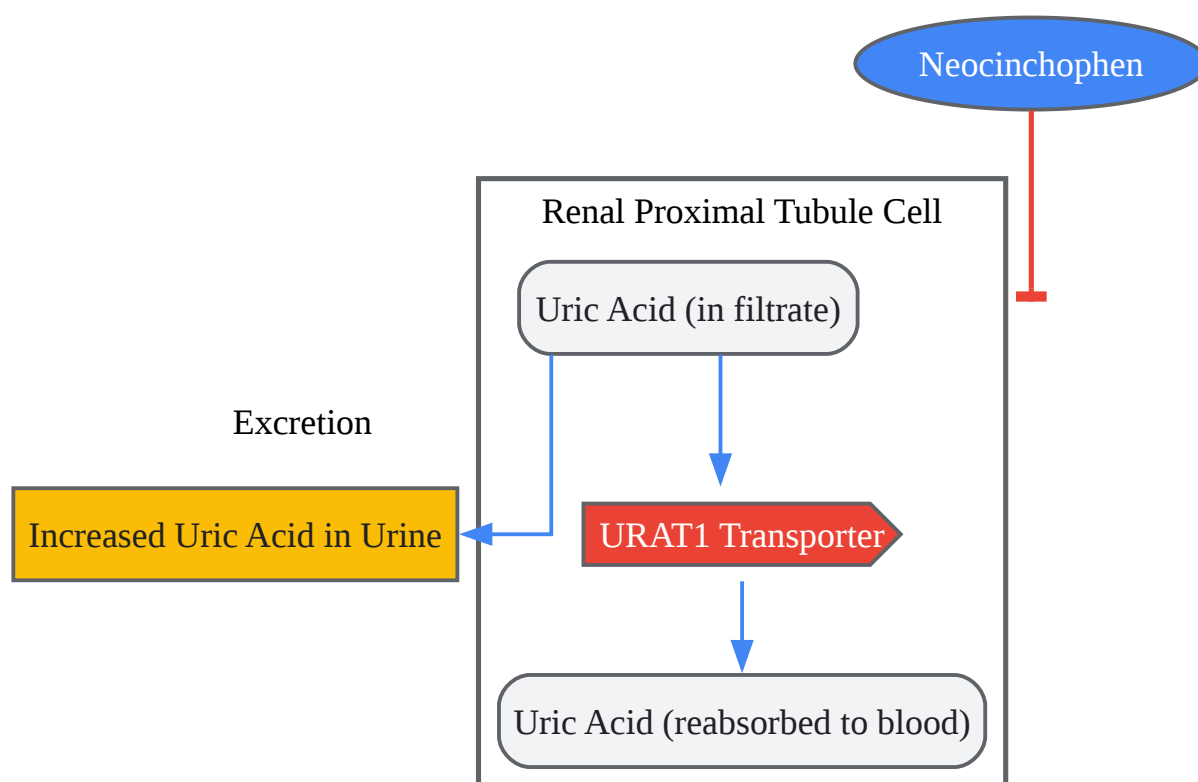 Neocinchophen
Renal Proximal Tubule Cell
Uric Acid (in filtrate)
Excretion
Increased Uric Acid in Urine
URAT1 Transporter
Uric Acid (reabsorbed to blood)